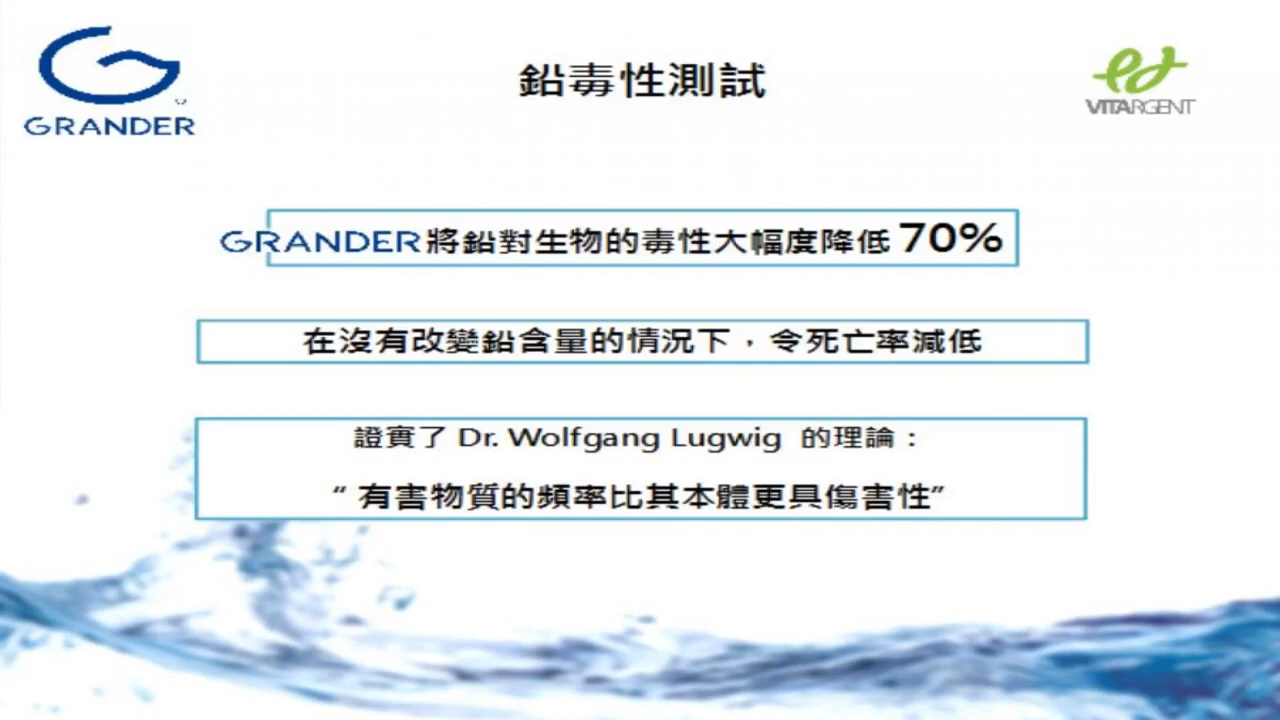 GRANDER
鉛毒性測試
VITARGENT
GRANDER將鉛對生物的毒性大幅度降低 70%
在沒有改變鉛含量的情況下，令死亡率減低
證實了 Dr. Wolfgang Lugwig 的理論：
“ 有害物質的頻率比其本體更具傷害性”